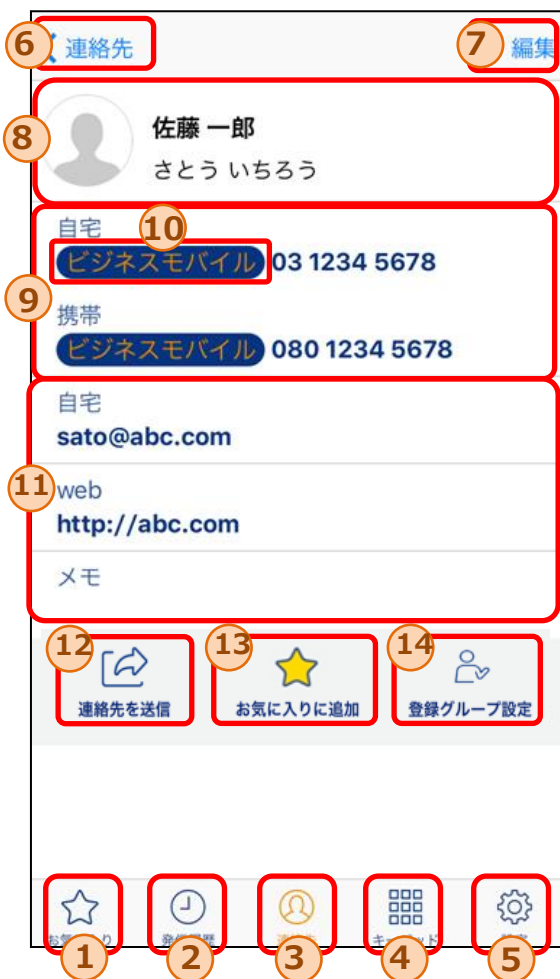 6
連絡先
7
編集
8
佐藤 一郎
さとう いちろう
自宅
10
ビジネスモバイル 03 1234 5678
9
携帯
ビジネスモバイル 080 1234 5678
自宅
sato@abc.com
11
web
http://abc.com
メモ
12
13
14
連絡先を送信
お気に入りに追加
登録グループ設定
1
2
3
4
5